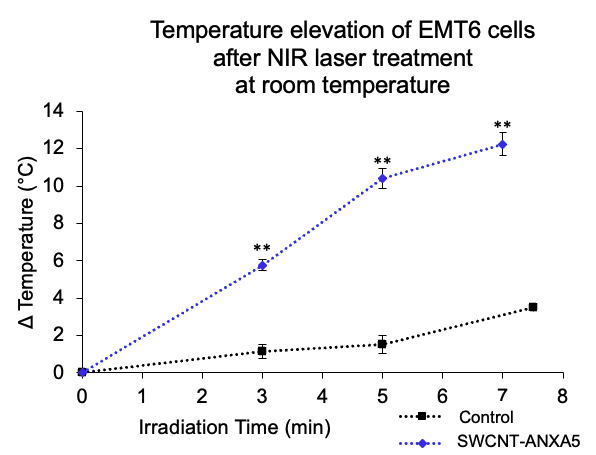 Temperature elevation of EMT6 cells
after NIR laser treatment
at room temperature
14
12
10
8
6
4
2
0
Δ Temperature (°C)
**
**
**
0 1 2 3 4 5 6 7 8
Irradiation Time (min)
Control
SWCNT-ANXA5